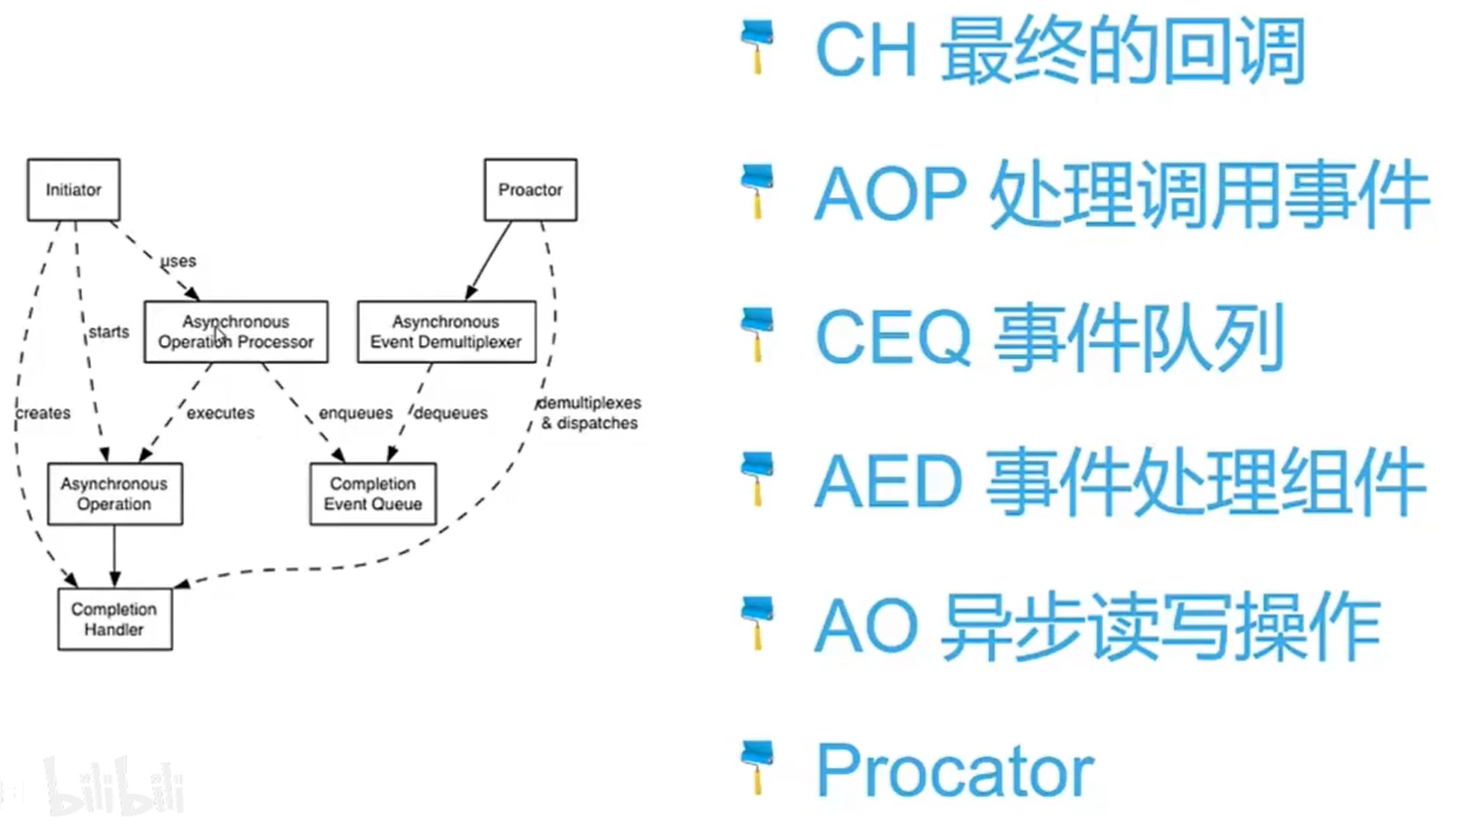 Initiator
Proactor
uses
Asynchronous
Operation Processor
Asynchronous
Event Demultiplexer
starts
creates
executes
enqueues
dequeues
demultiplexes
& dispatches
Asynchronous
Operation
Completion
Event Queue
Completion
Handler
CH 最终的回调
AOP 处理调用事件
CEQ 事件队列
AED 事件处理组件
AO 异步读写操作
Procator
bilibili